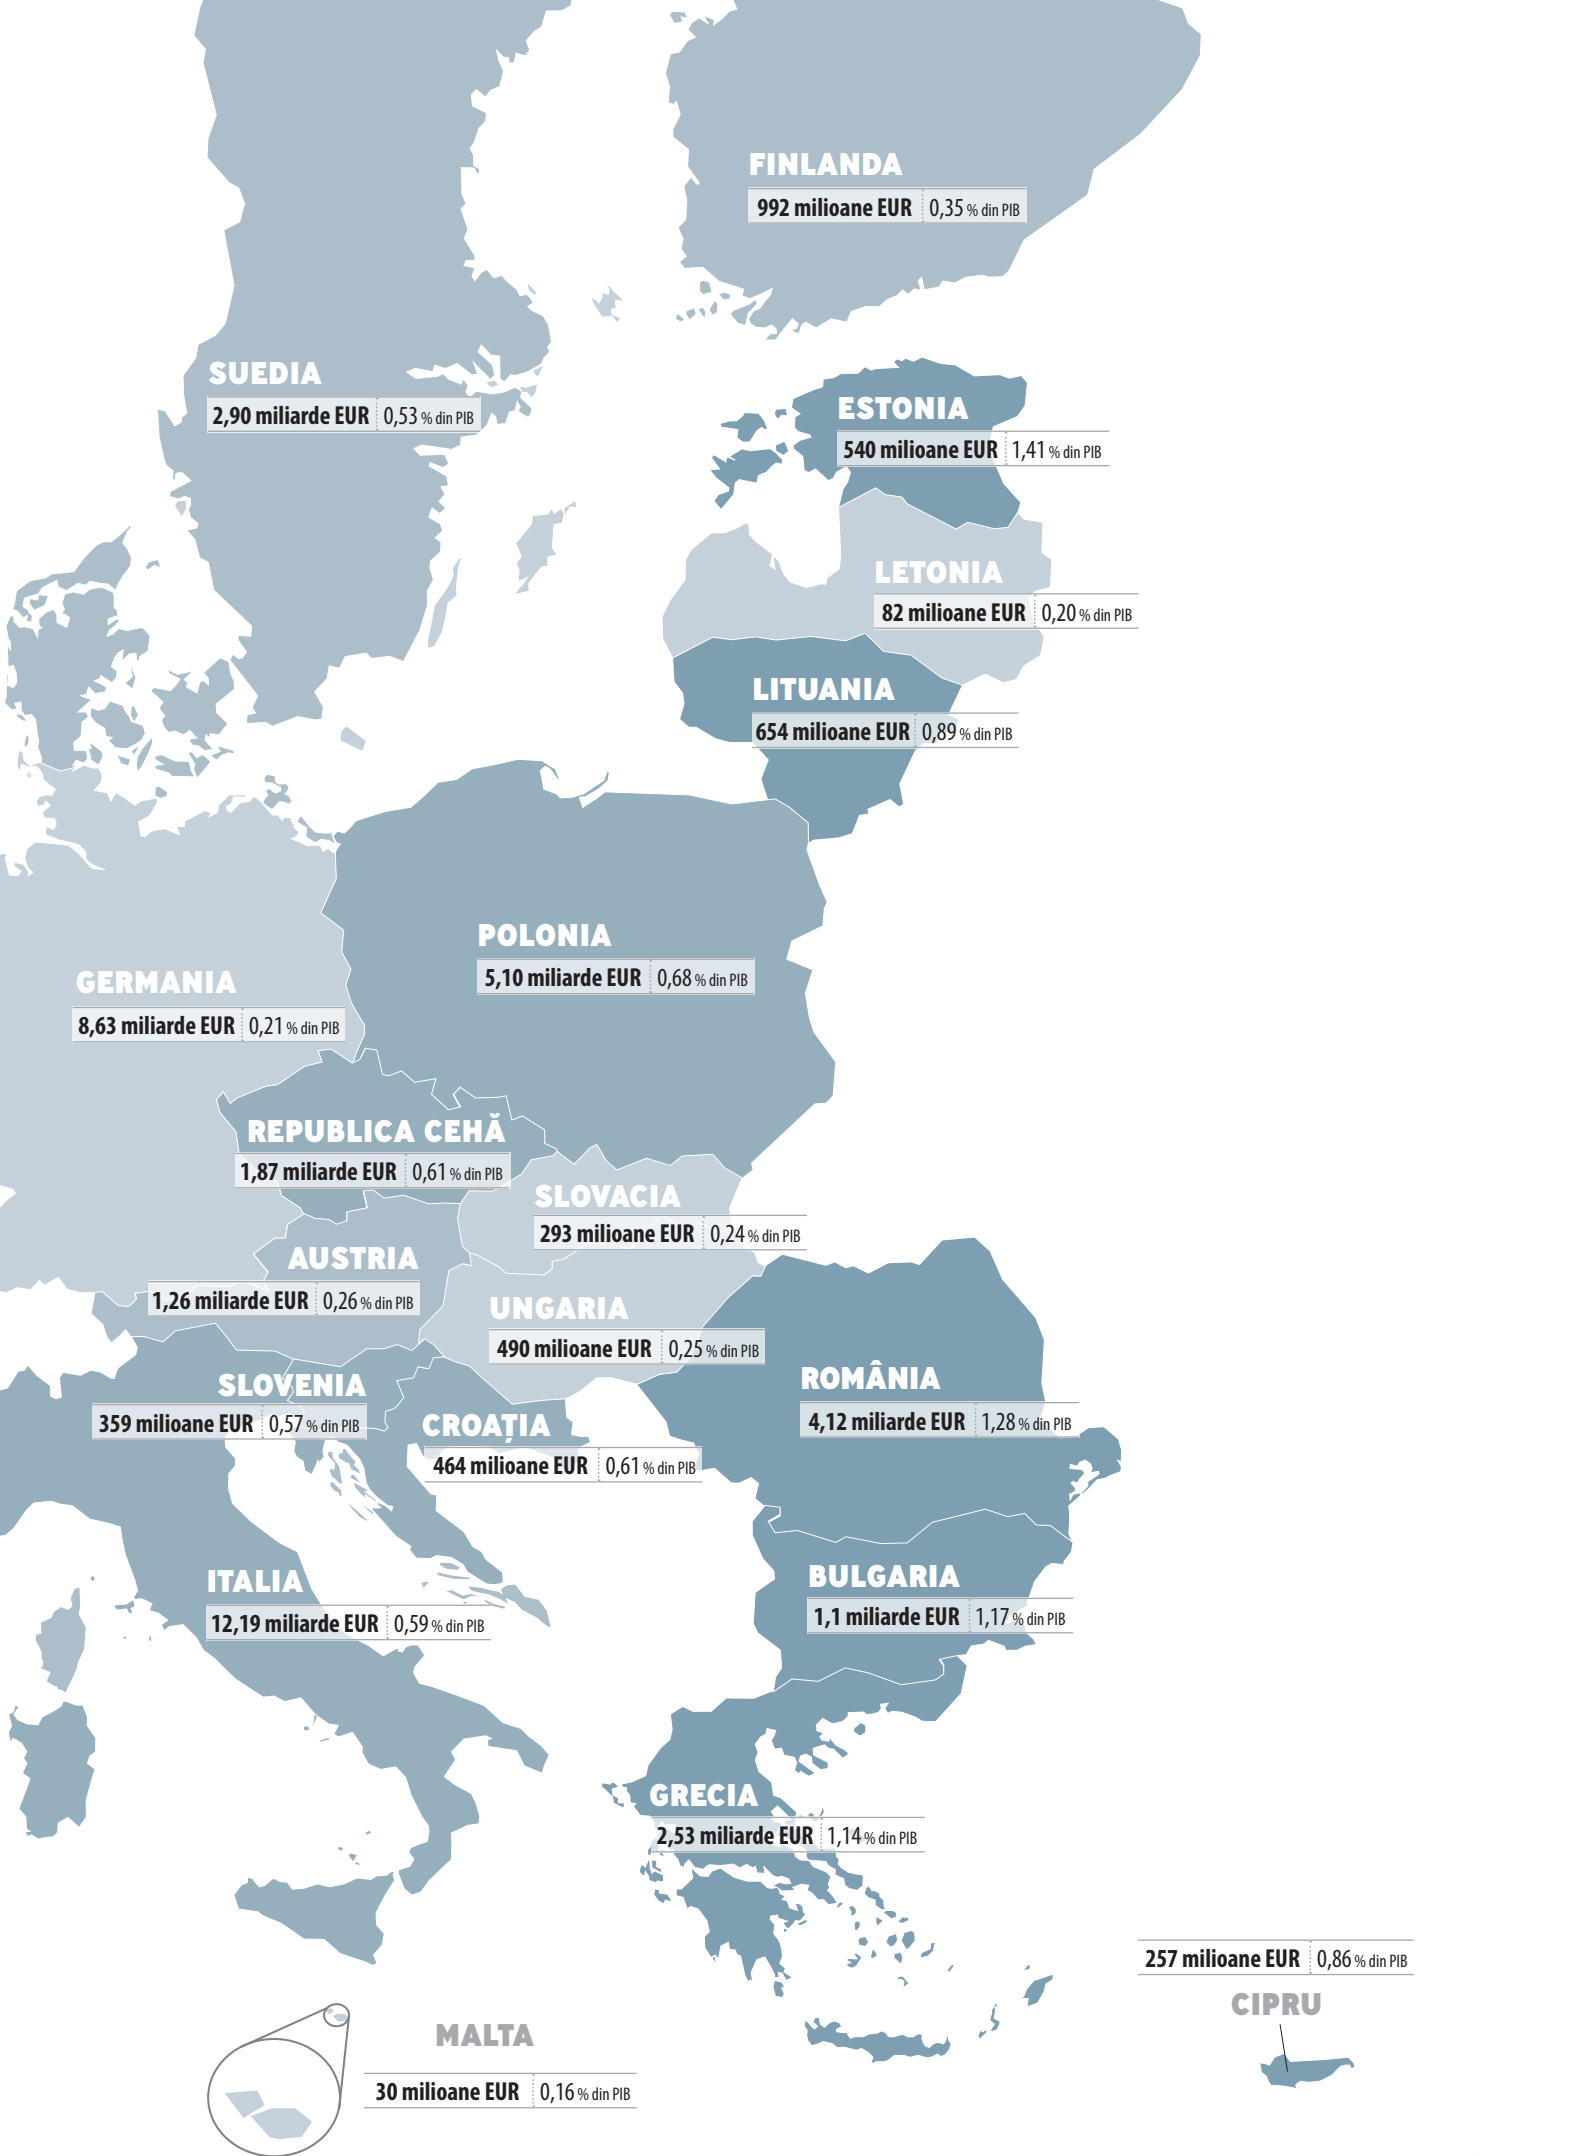 FINLANDA
992 milioane EUR 0,35 % din PIB
SUEDIA
2,90 miliarde EUR 0,53 % din PIB
ESTONIA
540 milioane EUR 1,41 % din PIB
LETONIA
82 milioane EUR 0,20 % din PIB
LITUANIA
654 milioane EUR 0,89 % din PIB
POLONIA
5,10 miliarde EUR 0,68 % din PIB
GERMANIA
8,63 miliarde EUR 0,21 % din PIB
REPUBLICA CEHĂ
1,87 miliarde EUR 0,61 % din PIB
SLOVACIA
293 milioane EUR 0,24 % din PIB
AUSTRIA
1,26 miliarde EUR 0,26 % din PIB
UNGARIA
490 milioane EUR 0,25 % din PIB
ROMÂNIA
4,12 miliarde EUR 1,28 % din PIB
SLOVENIA
359 milioane EUR 0,57 % din PIB
CROAȚIA
464 milioane EUR 0,61 % din PIB
BULGARIA
1,1 miliarde EUR 1,17 % din PIB
ITALIA
12,19 miliarde EUR 0,59 % din PIB
GRECIA
2,53 miliarde EUR 1,14 % din PIB
257 milioane EUR 0,86 % din PIB
CIPRU
MALTA
30 milioane EUR 0,16 % din PIB